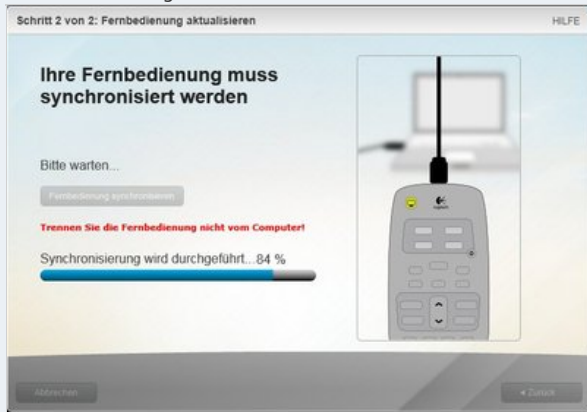 Schritt 2 von 2: Fernbedienung aktualisieren
HILFE
Ihre Fernbedienung muss
synchronisiert werden
Bitte warten...
Fernbedienung synchronisieren
Trennen Sie die Fernbedienung nicht vom Computer!
Synchronisierung wird durchgeführt...84 %
Abbrechen
Zurück